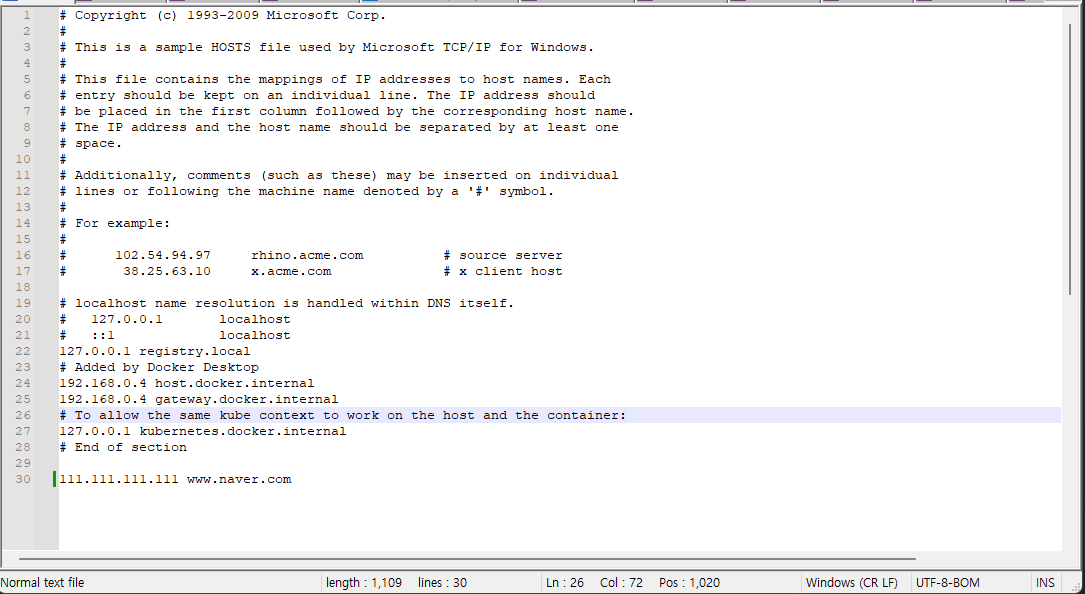 1 # Copyright (c) 1993-2009 Microsoft Corp.
2 #
3 # This is a sample HOSTS file used by Microsoft TCP/IP for Windows.
4 #
5 # This file contains the mappings of IP addresses to host names. Each
6 # entry should be kept on an individual line. The IP address should
7 # be placed in the first column followed by the corresponding host name.
8 # The IP address and the host name should be separated by at least one
9 # space.
10 #
11 # Additionally, comments (such as these) may be inserted on individual
12 # lines or following the machine name denoted by a '#' symbol.
13 #
14 # For example:
15 #
16 #      102.54.94.97     rhino.acme.com          # source server
17 #       38.25.63.10     x.acme.com              # x client host
18
19 # localhost name resolution is handled within DNS itself.
20 #   127.0.0.1       localhost
21 #   ::1             localhost
22 127.0.0.1 registry.local
23 # Added by Docker Desktop
24 192.168.0.4 host.docker.internal
25 192.168.0.4 gateway.docker.internal
26 # To allow the same kube context to work on the host and the container:
27 127.0.0.1 kubernetes.docker.internal
28 # End of section
29
30 111.111.111.111 www.naver.com
Normal text file length : 1,109 lines : 30 Ln : 26 Col : 72 Pos : 1,020 Windows (CR LF) UTF-8-BOM INS